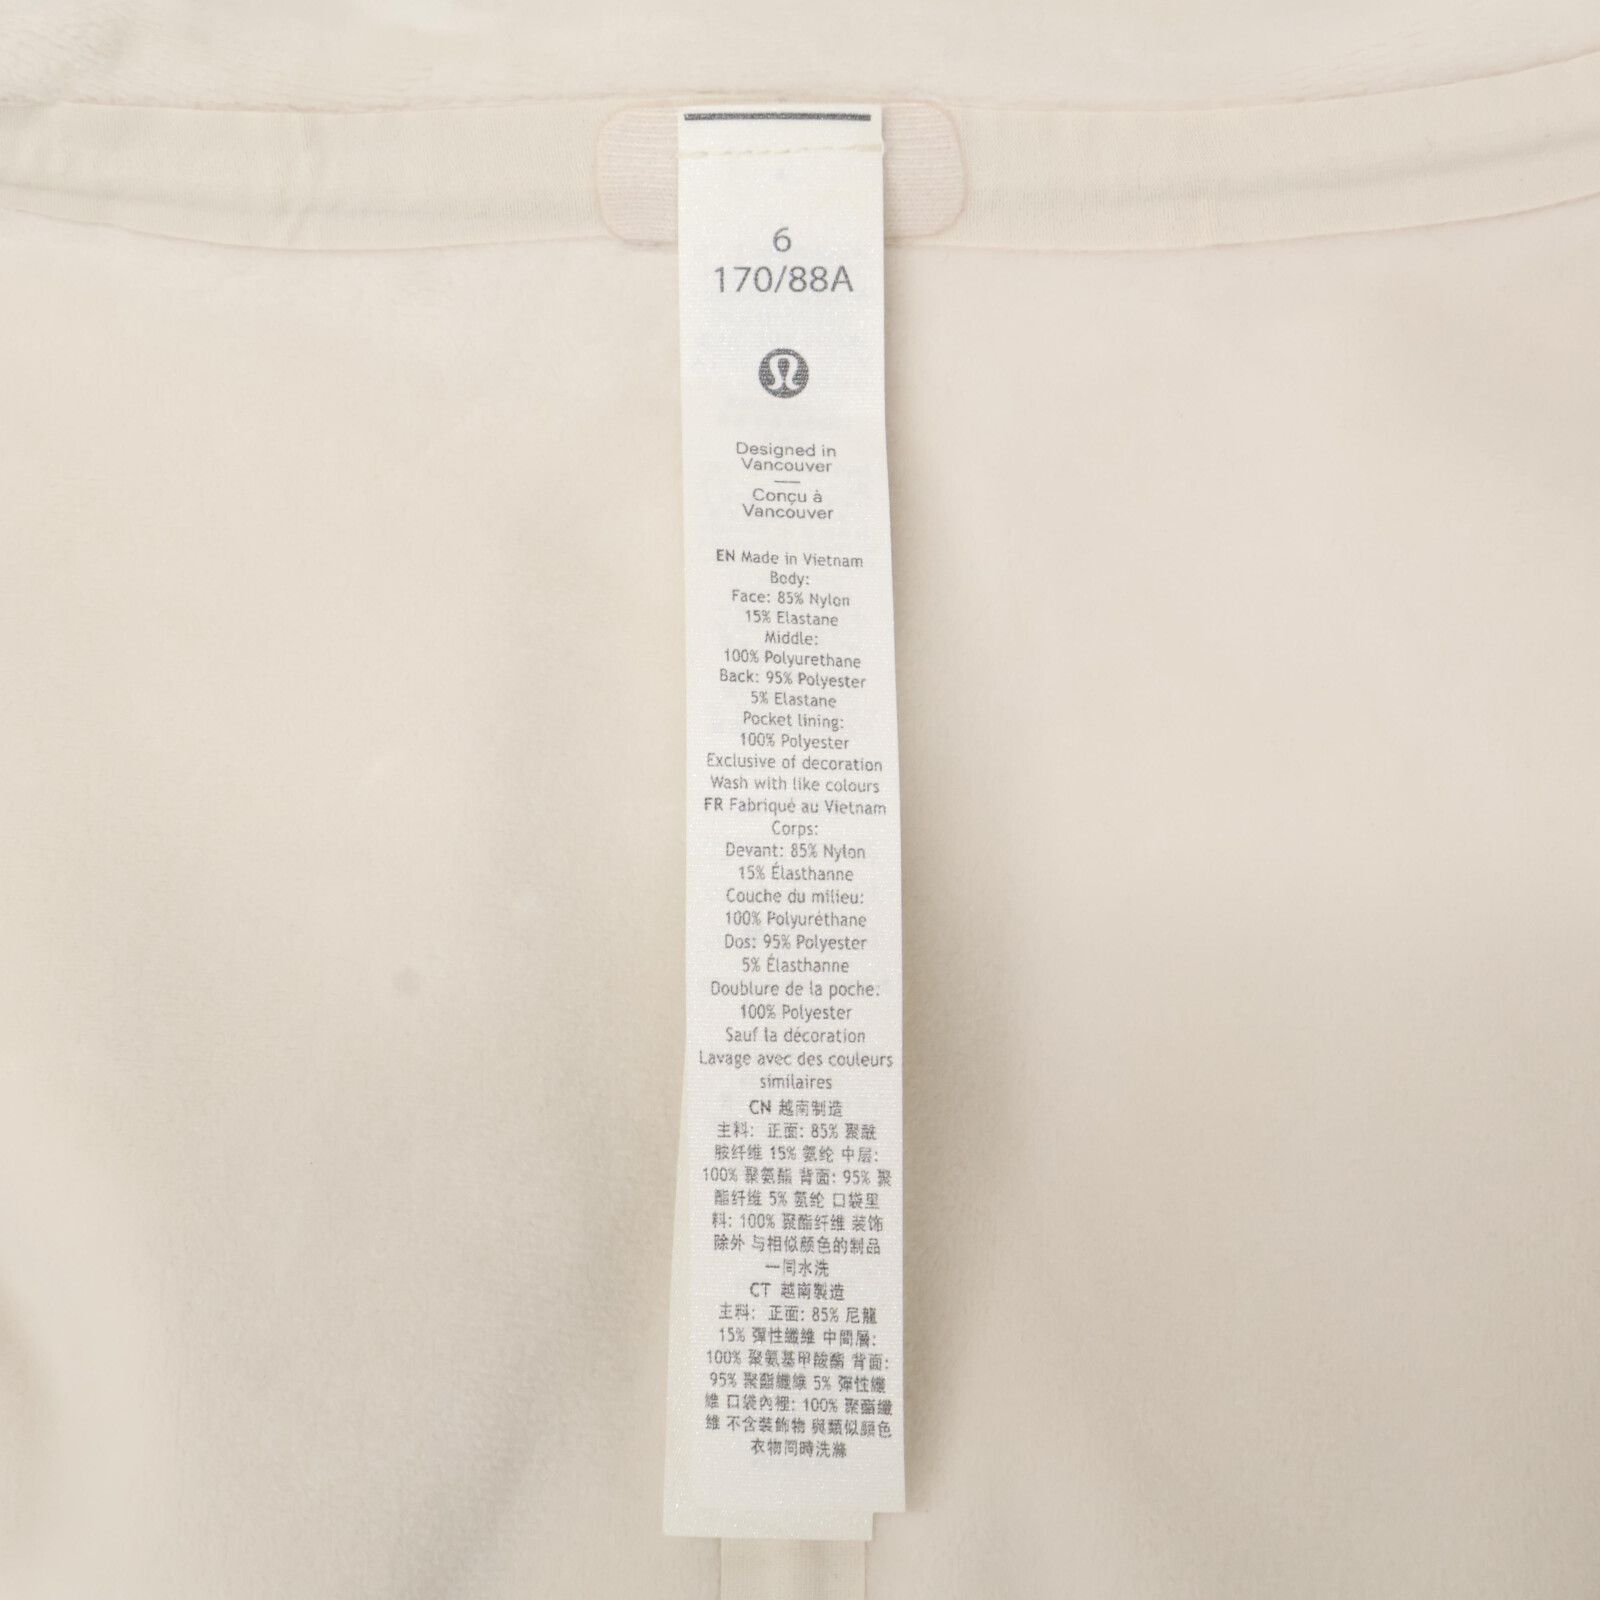 6
170/88A
Designed in
Vancouver
Conçu à
Vancouver
EN Made in Vietnam
Body:
Face: 85% Nylon
15% Elastane
Middle:
100% Polyurethane
Back: 95% Polyester
5% Elastane
Pocket lining:
100% Polyester
Exclusive of decoration
Wash with like colours
FR Fabriqué au Vietnam
Corps:
Devant: 85% Nylon
15% Élasthanne
Couche du milieu:
100% Polyuréthane
Dos: 95% Polyester
5% Élasthanne
Doublure de la poche:
100% Polyester
Sauf la décoration
Lavage avec des couleurs
similaires
CN 越南制造
主料: 正面: 85% 聚酰
胺纤维 15% 氨纶 中层:
100% 聚氨酯 背面: 95% 聚
酯纤维 5% 氨纶 口袋里
料: 100% 聚酯纤维 装饰
除外 与相似颜色的制品
一同水洗
CT 越南製造
主料: 正面: 85% 尼龍
15% 彈性纖維 中間層:
100% 聚氨基甲酸酯 背面:
95% 聚酯纖維 5% 彈性纖
維 口袋內裡: 100% 聚酯纖
維 不含裝飾物 與類似顏色
衣物同時洗滌